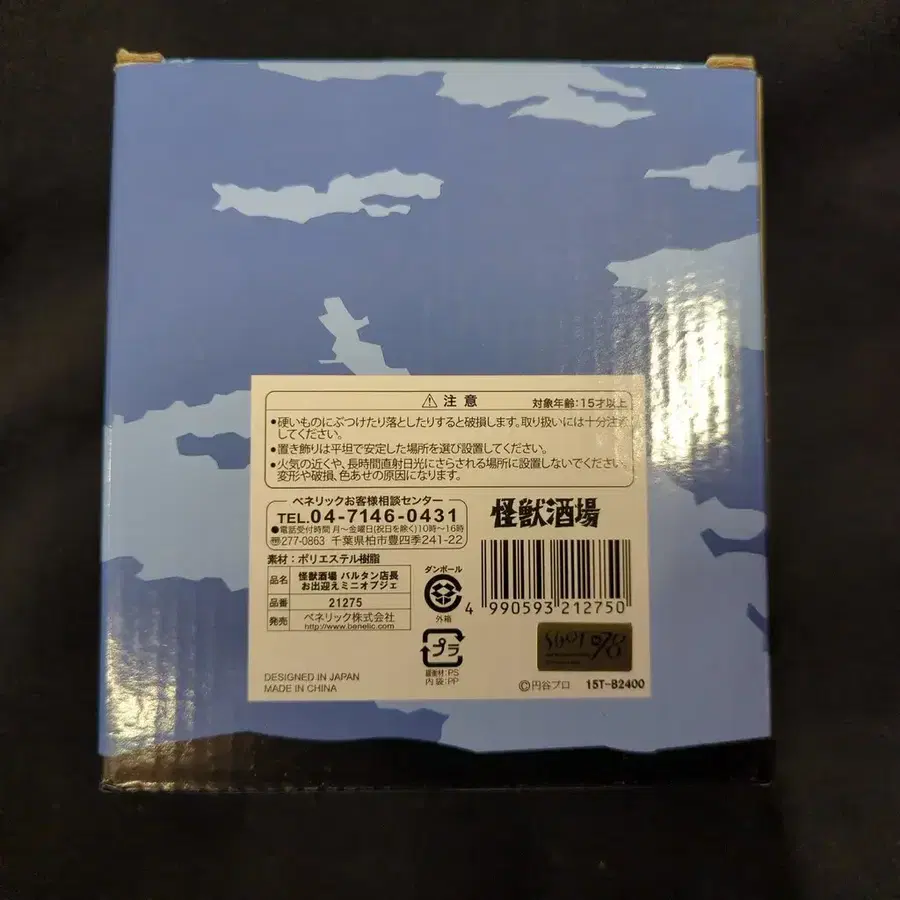 ⚠ 注意 対象年齢:15才以上
●硬いものにぶつけたり落としたりすると破損します。取り扱いには十分注意
してください。
●置き飾りは平坦で安定した場所を選び設置してください。
●火気の近くや、長時間直射日光にさらされる場所に設置しないでください。
変形や破損、色あせの原因になります。
ベネリックお客様相談センター
TEL.04-7146-0431
●電話受付時間 月〜金曜日(祝日を除く)10時〜16時
〠277-0863 千葉県柏市豊四季241-22
怪獣酒場
素材:ポリエステル樹脂
品名 怪獣酒場 バルタン店長
お出迎えミニオブジェ
品番 21275
発売 ベネリック株式会社
http://www.benelic.com
ダンボール
外箱
4 990593 212750
プラ
緩衝材:PS
内袋:PP
DESIGNED IN JAPAN
MADE IN CHINA
©円谷プロ 15T-B2400